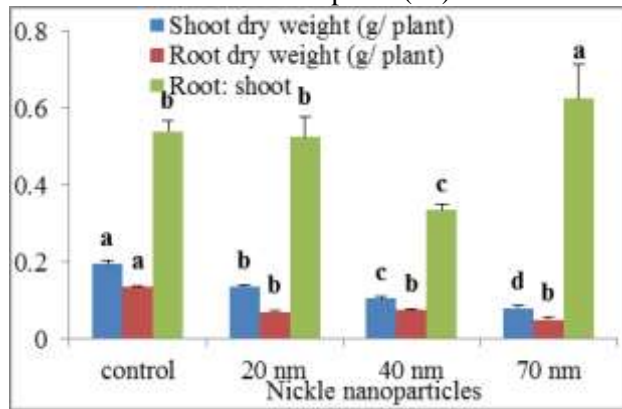 0.8
Shoot dry weight (g/ plant)
Root dry weight (g/ plant)
Root: shoot
a
b
b
0.6
c
0.4
a
a
b
b
c
b
d
b
0.2
0
control
20 nm
40 nm
70 nm
Nickle nanoparticles